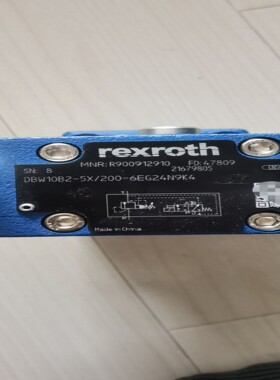 rexroth
MNR: R900912910 FD: 47809
SN: 8 21679805
DBW10B2-5X/200-6EG24N9K4
Made in China